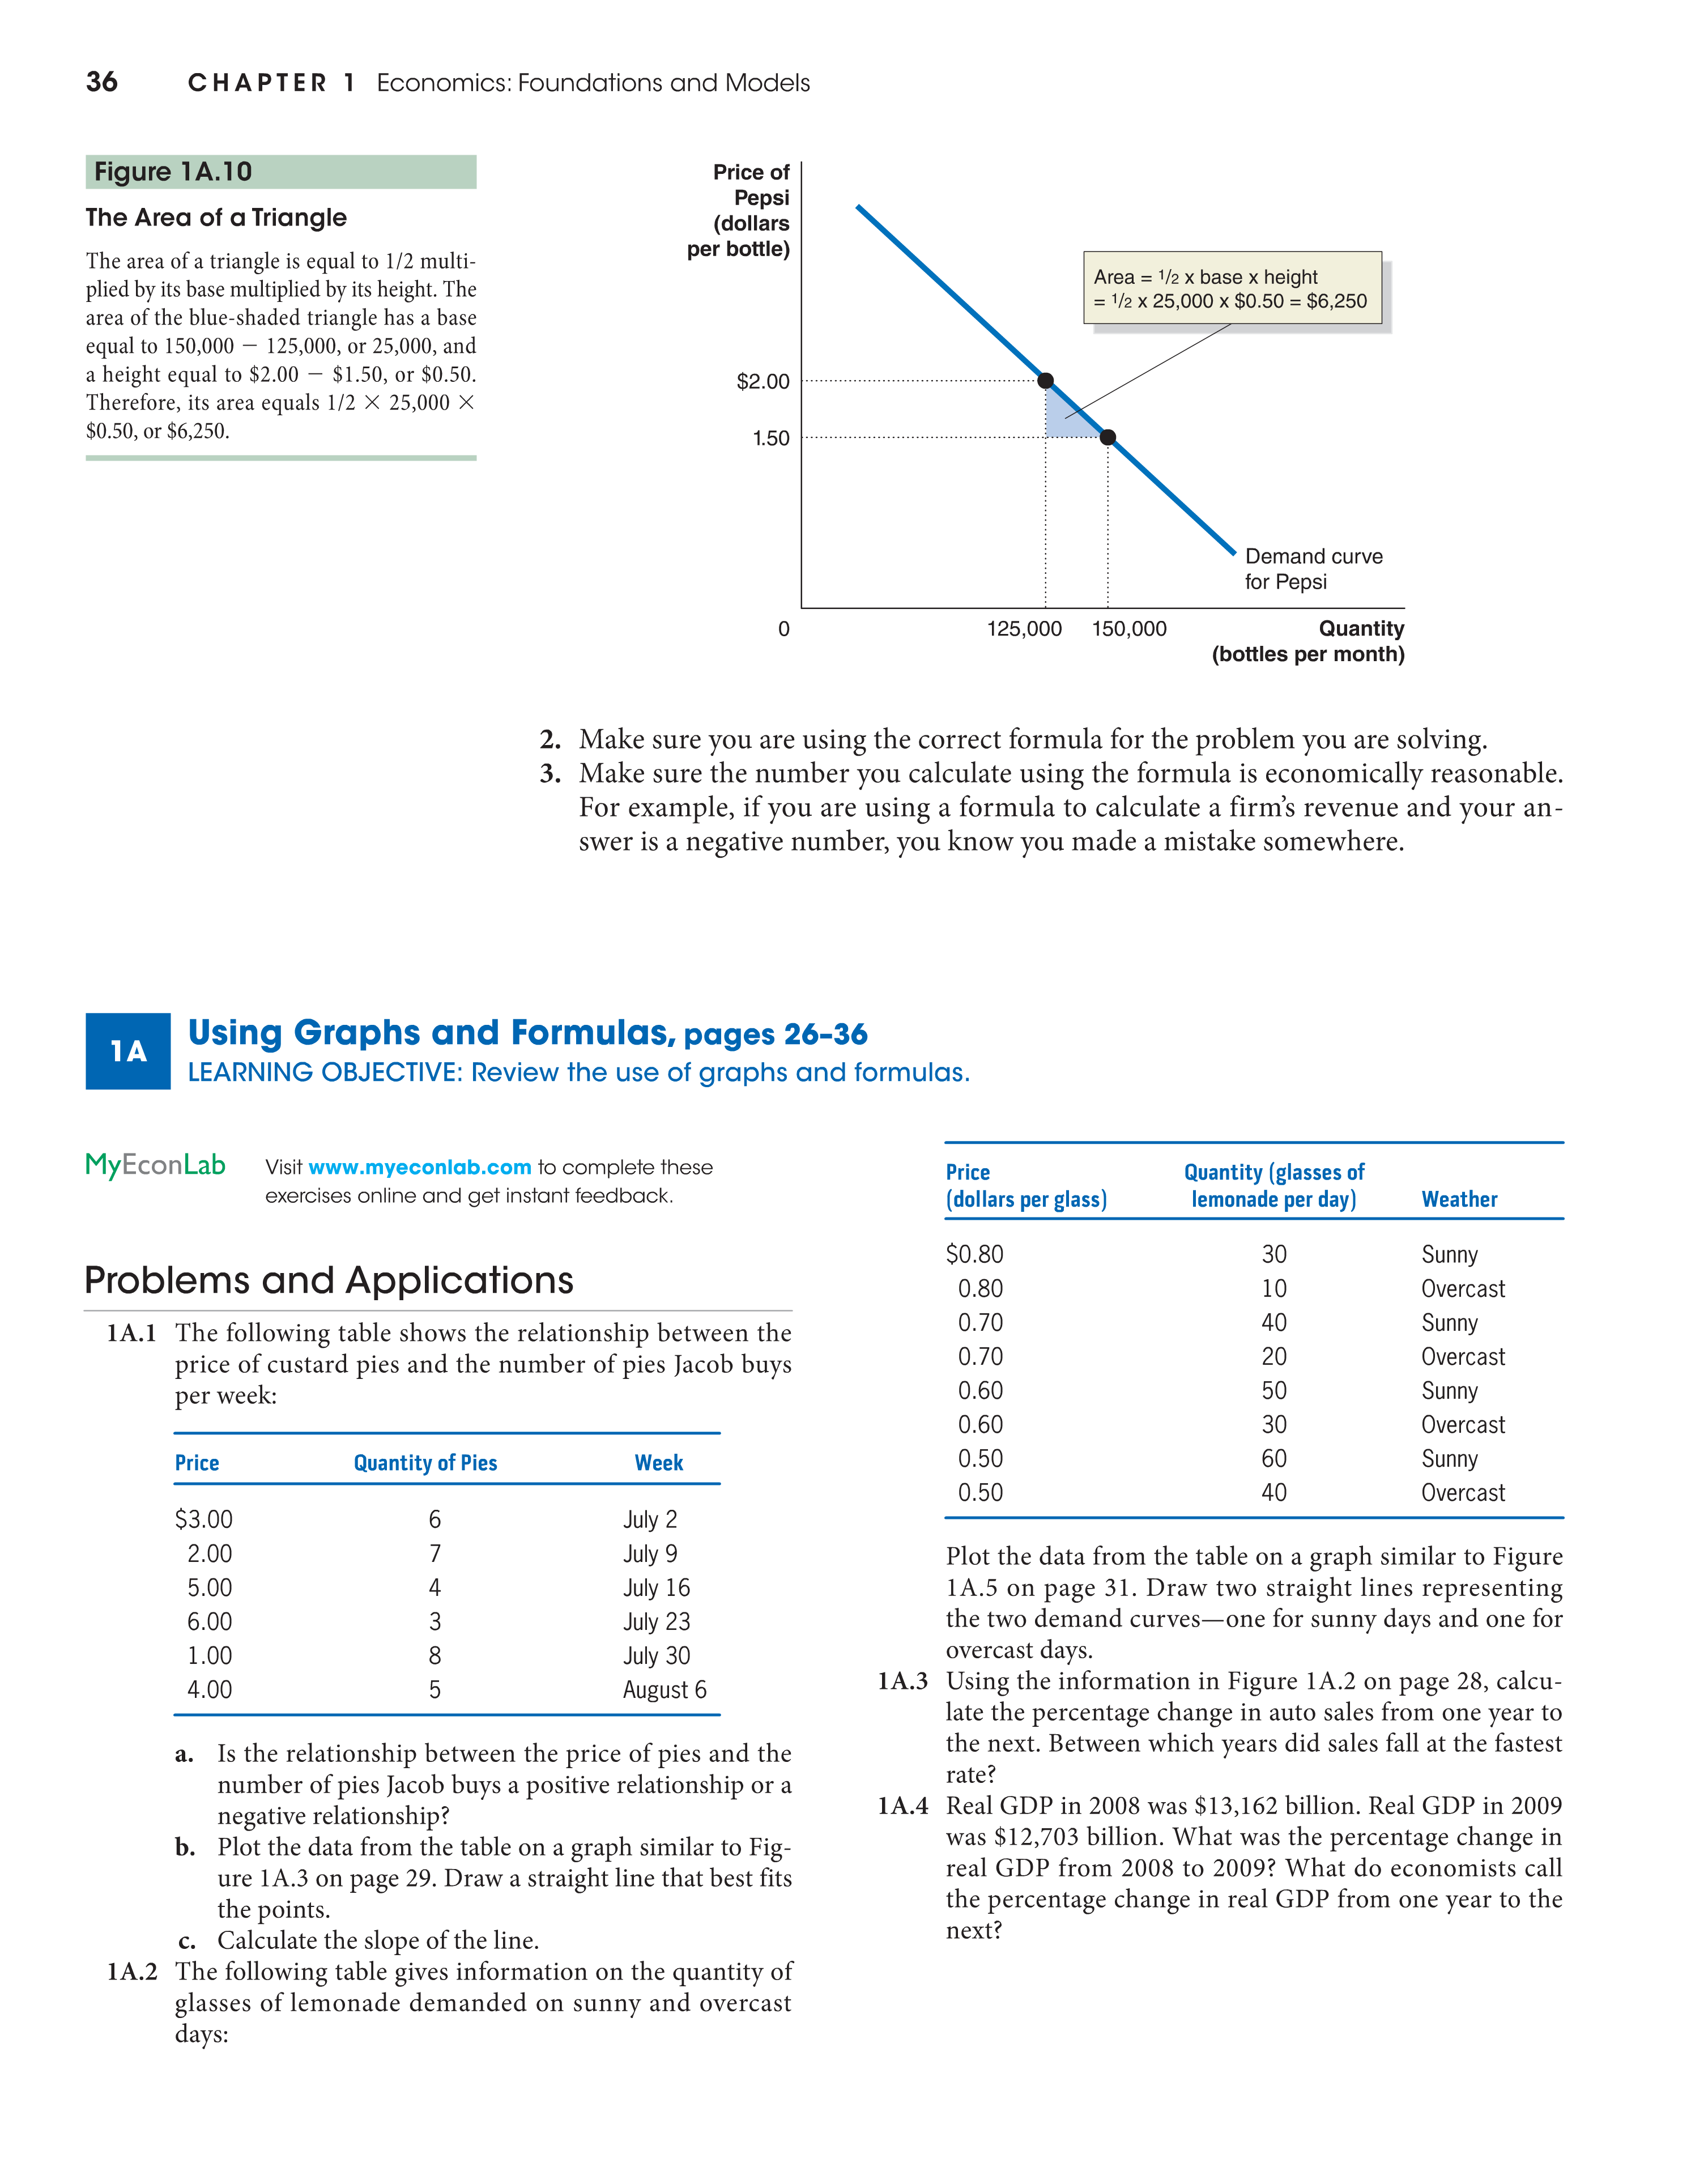 36 CHAPTER 1 Economics: Foundations and Models
Figure 1A.10
The Area of a Triangle
The area of a triangle is equal to 1/2 multi-
plied by its base multiplied by its height. The
area of the blue-shaded triangle has a base
equal to 150,000 − 125,000, or 25,000, and
a height equal to $2.00 − $1.50, or $0.50.
Therefore, its area equals 1/2 × 25,000 ×
$0.50, or $6,250.
Price of
Pepsi
(dollars
per bottle)
Area = 1/2 x base x height
= 1/2 x 25,000 x $0.50 = $6,250
$2.00
1.50
Demand curve
for Pepsi
0 125,000 150,000 Quantity
(bottles per month)
2. Make sure you are using the correct formula for the problem you are solving.
3. Make sure the number you calculate using the formula is economically reasonable.
For example, if you are using a formula to calculate a firm's revenue and your an-
swer is a negative number, you know you made a mistake somewhere.
1A
Using Graphs and Formulas, pages 26–36
LEARNING OBJECTIVE: Review the use of graphs and formulas.
MyEconLab
Visit www.myeconlab.com to complete these
exercises online and get instant feedback.
Problems and Applications
1A.1 The following table shows the relationship between the
price of custard pies and the number of pies Jacob buys
per week:
Price Quantity of Pies Week
$3.00 6 July 2
2.00 7 July 9
5.00 4 July 16
6.00 3 July 23
1.00 8 July 30
4.00 5 August 6
a. Is the relationship between the price of pies and the
number of pies Jacob buys a positive relationship or a
negative relationship?
b. Plot the data from the table on a graph similar to Fig-
ure 1A.3 on page 29. Draw a straight line that best fits
the points.
c. Calculate the slope of the line.
1A.2 The following table gives information on the quantity of
glasses of lemonade demanded on sunny and overcast
days:
Price
(dollars per glass)
Quantity (glasses of
lemonade per day)
Weather
$0.80 30 Sunny
0.80 10 Overcast
0.70 40 Sunny
0.70 20 Overcast
0.60 50 Sunny
0.60 30 Overcast
0.50 60 Sunny
0.50 40 Overcast
Plot the data from the table on a graph similar to Figure
1A.5 on page 31. Draw two straight lines representing
the two demand curves—one for sunny days and one for
overcast days.
1A.3 Using the information in Figure 1A.2 on page 28, calcu-
late the percentage change in auto sales from one year to
the next. Between which years did sales fall at the fastest
rate?
1A.4 Real GDP in 2008 was $13,162 billion. Real GDP in 2009
was $12,703 billion. What was the percentage change in
real GDP from 2008 to 2009? What do economists call
the percentage change in real GDP from one year to the
next?